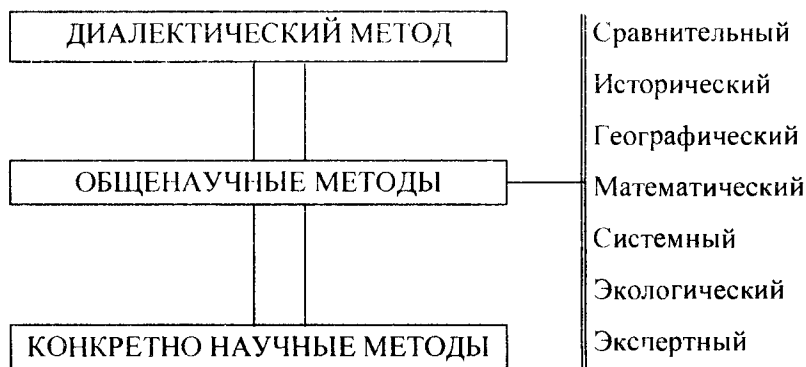 ДИАЛЕКТИЧЕСКИЙ МЕТОД
ОБЩЕНАУЧНЫЕ МЕТОДЫ
КОНКРЕТНО НАУЧНЫЕ МЕТОДЫ
Сравнительный
Исторический
Географический
Математический
Системный
Экологический
Экспертный